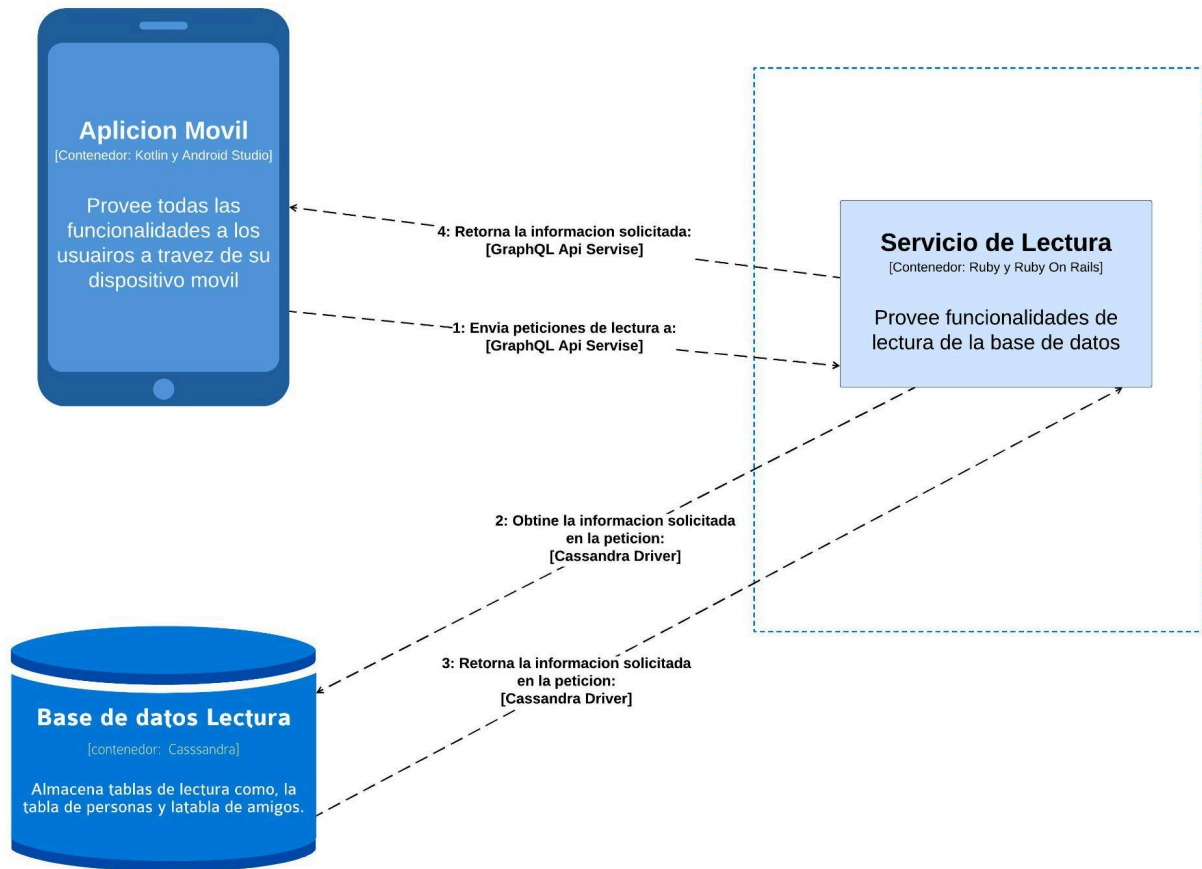 Aplicion Movil
[Contenedor: Kotlin y Android Studio]
Provee todas las
funcionalidades a los
usuairos a travez de su
dispositivo movil
4: Retorna la informacion solicitada:
[GraphQL Api Servise]
1: Envia peticiones de lectura a:
[GraphQL Api Servise]
Servicio de Lectura
[Contenedor: Ruby y Ruby On Rails]
Provee funcionalidades de
lectura de la base de datos
2: Obtine la informacion solicitada
en la peticion:
[Cassandra Driver]
3: Retorna la informacion solicitada
en la peticion:
[Cassandra Driver]
Base de datos Lectura
[contenedor: Casssandra]
Almacena tablas de lectura como, la
tabla de personas y latabla de amigos.